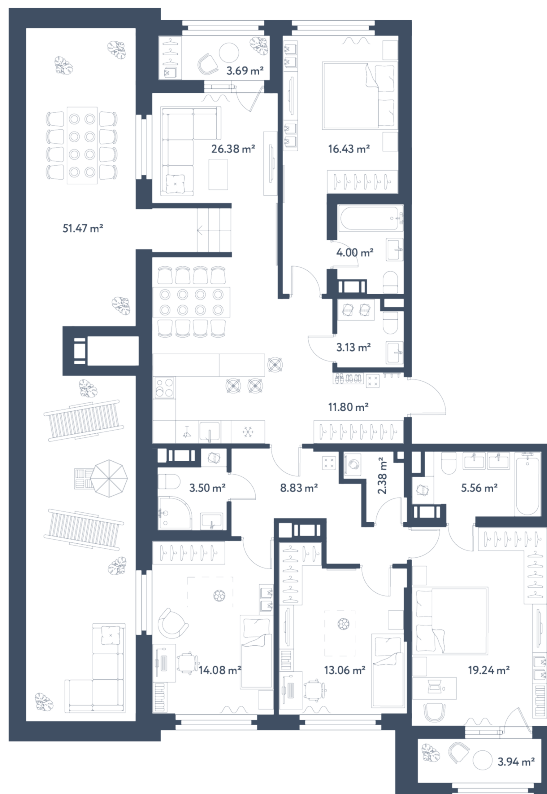 3.69 m²
26.38 m²
16.43 m²
51.47 m²
4.00 m²
3.13 m²
11.80 m²
3.50 m²
8.83 m²
2.38 m²
5.56 m²
14.08 m²
13.06 m²
19.24 m²
3.94 m²